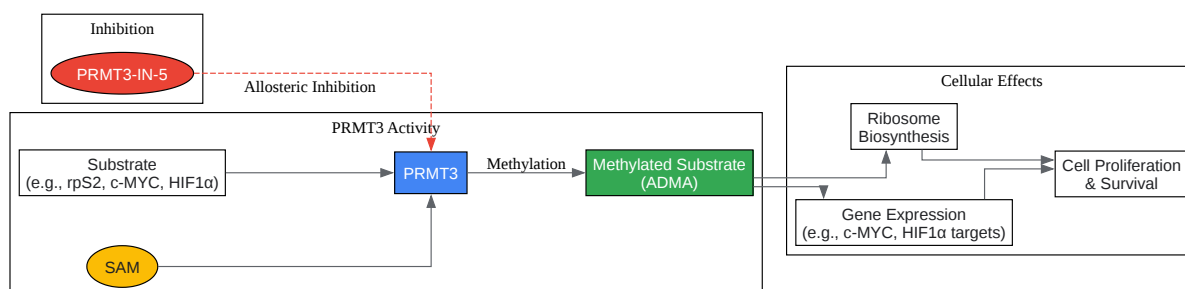 Inhibition
PRMT3-IN-5
Allosteric Inhibition
PRMT3 Activity
Substrate
(e.g., rpS2, c-MYC, HIF1α)
PRMT3
Methylation
Methylated Substrate
(ADMA)
SAM
Cellular Effects
Ribosome
Biosynthesis
Gene Expression
(e.g., c-MYC, HIF1α targets)
Cell Proliferation
& Survival